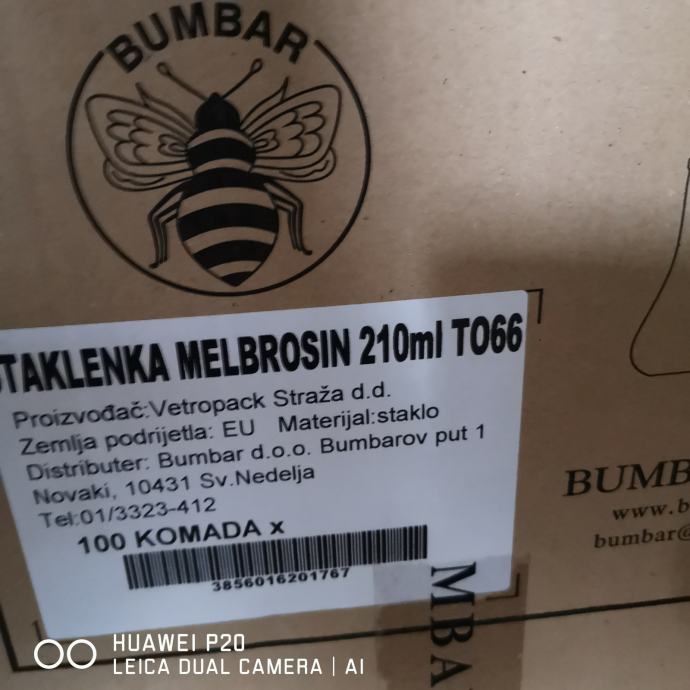 BUMBAR
STAKLENKA MELBROSIN 210ml TO66
Proizvođač:Vetropack Straža d.d.
Zemlja podrijetla: EU Materijal:staklo
Distributer: Bumbar d.o.o. Bumbarov put 1
Novaki, 10431 Sv.Nedelja
Tel:01/3323-412
100 KOMADA x
3856016201767
BUMB
www.b
bumbar@
MBA
HUAWEI P20
LEICA DUAL CAMERA | AI